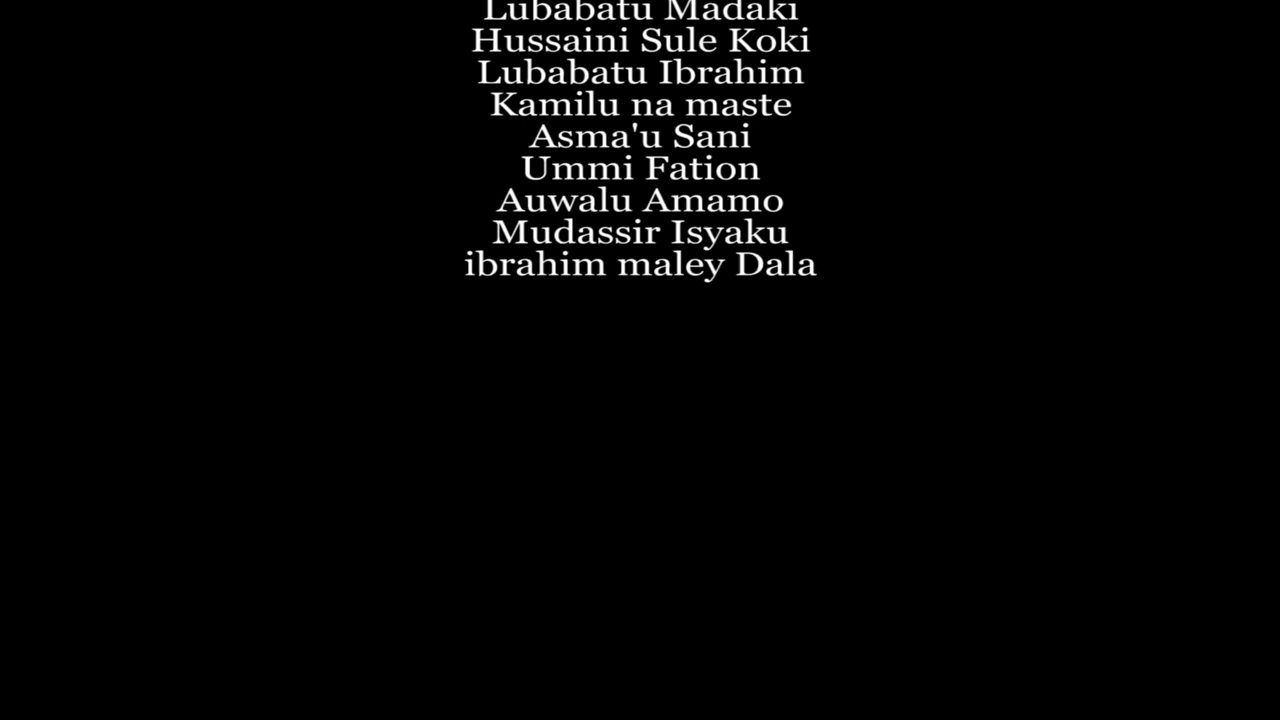 Lubabatu Madaki
Hussaini Sule Koki
Lubabatu Ibrahim
Kamilu na maste
Asma'u Sani
Ummi Fation
Auwalu Amamo
Mudassir Isyaku
ibrahim maley Dala